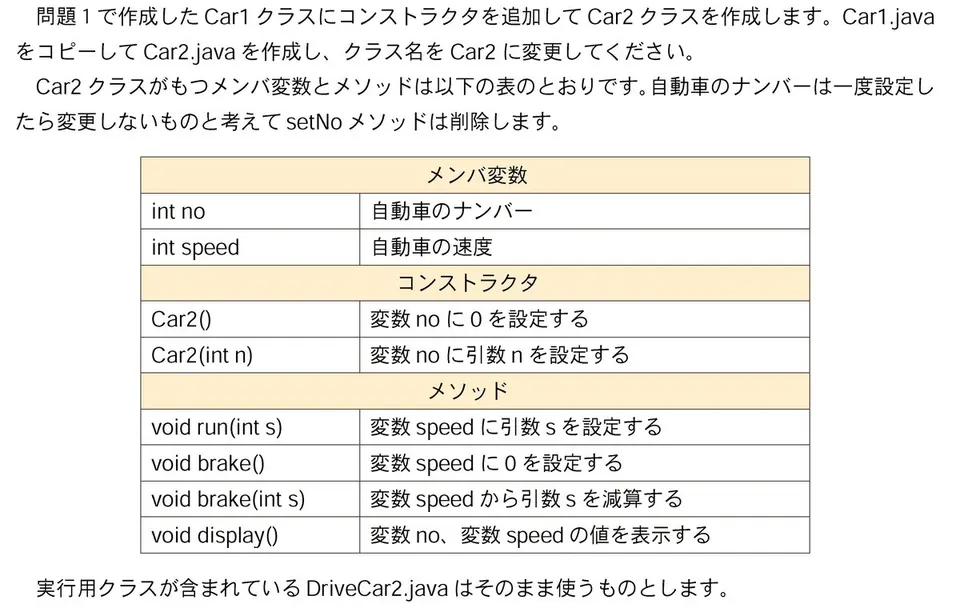 問題１で作成した Car1 クラスにコンストラクタを追加して Car2 クラスを作成します。Car1.java
をコピーして Car2.java を作成し、クラス名を Car2 に変更してください。
Car2 クラスがもつメンバ変数とメソッドは以下の表のとおりです。自動車のナンバーは一度設定し
たら変更しないものと考えて setNo メソッドは削除します。
メンバ変数
int no 自動車のナンバー
int speed 自動車の速度
コンストラクタ
Car2() 変数 no に 0 を設定する
Car2(int n) 変数 no に引数 n を設定する
メソッド
void run(int s) 変数 speed に引数 s を設定する
void brake() 変数 speed に 0 を設定する
void brake(int s) 変数 speed から引数 s を減算する
void display() 変数 no、変数 speed の値を表示する
実行用クラスが含まれている DriveCar2.java はそのまま使うものとします。